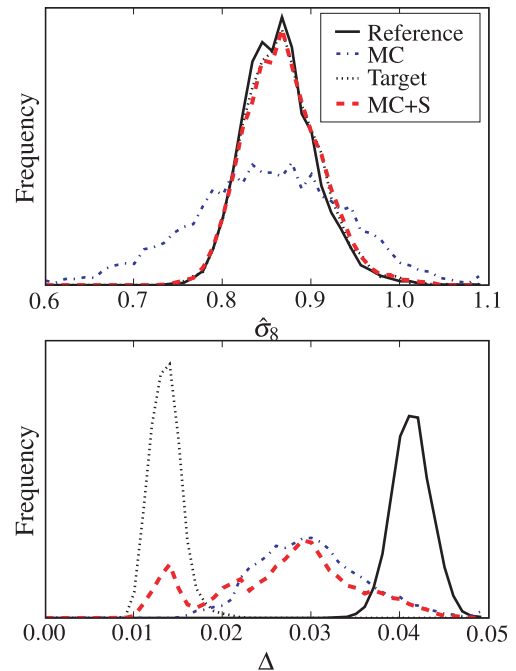 Reference
MC
Target
MC+S
Frequency
0.6 0.7 0.8 0.9 1.0 1.1
σ̂₈
Frequency
0.00 0.01 0.02 0.03 0.04 0.05
Δ